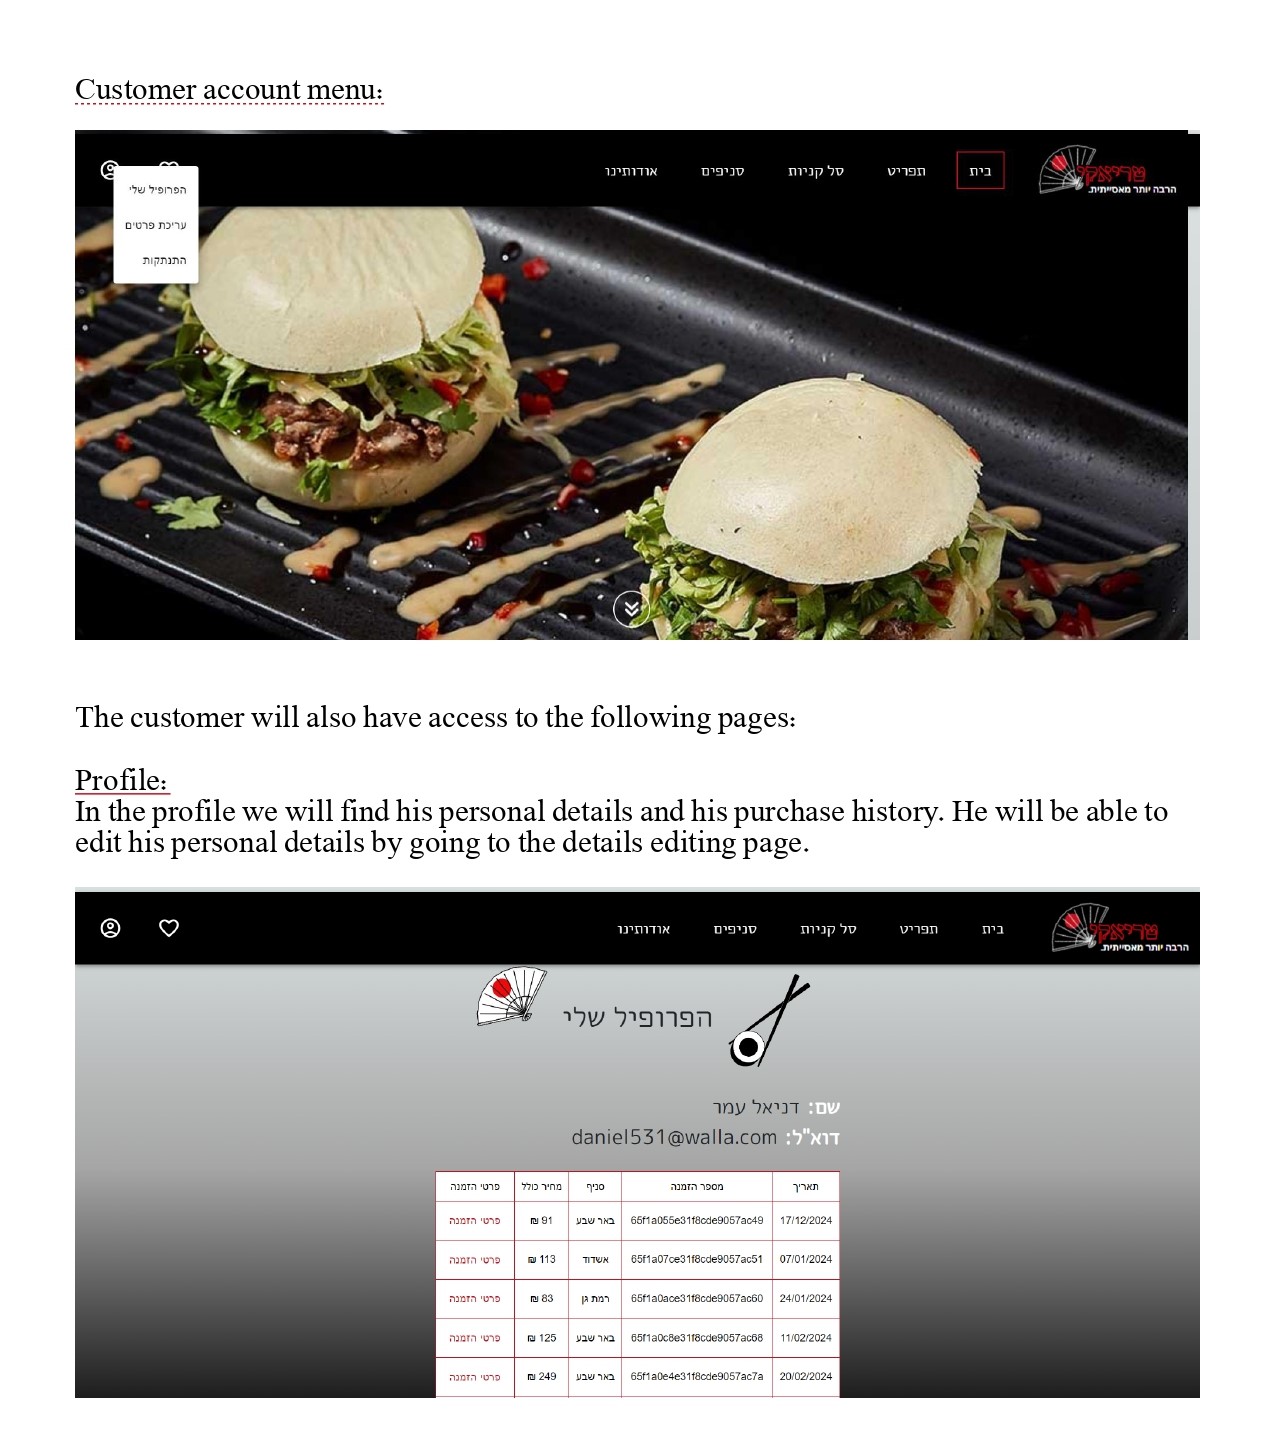 Customer account menu:
בית תפריט סל קניות סניפים אודותינו
טריאקי
הרבה יותר מאסייתית.
הפרופיל שלי
עריכת פרטים
התנתקות
The customer will also have access to the following pages:
Profile:
In the profile we will find his personal details and his purchase history. He will be able to
edit his personal details by going to the details editing page.
בית תפריט סל קניות סניפים אודותינו
טריאקי
הרבה יותר מאסייתית.
הפרופיל שלי
שם: דניאל עמר
דוא"ל: daniel531@walla.com
תאריך מספר הזמנה סניף מחיר כולל פרטי הזמנה
17/12/2024 65f1a055e31f8cde9057ac49 באר שבע 91 ₪ פרטי הזמנה
07/01/2024 65f1a07ce31f8cde9057ac51 אשדוד 113 ₪ פרטי הזמנה
24/01/2024 65f1a0ace31f8cde9057ac60 רמת גן 83 ₪ פרטי הזמנה
11/02/2024 65f1a0c8e31f8cde9057ac68 באר שבע 125 ₪ פרטי הזמנה
20/02/2024 65f1a0e4e31f8cde9057ac7a באר שבע 249 ₪ פרטי הזמנה